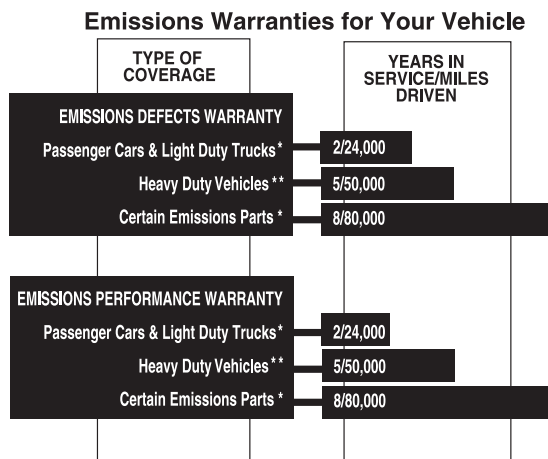 Emissions Warranties for Your Vehicle
TYPE OF
COVERAGE
YEARS IN
SERVICE/MILES
DRIVEN
EMISSIONS DEFECTS WARRANTY
Passenger Cars & Light Duty Trucks* 2/24,000
Heavy Duty Vehicles** 5/50,000
Certain Emissions Parts * 8/80,000
EMISSIONS PERFORMANCE WARRANTY
Passenger Cars & Light Duty Trucks* 2/24,000
Heavy Duty Vehicles** 5/50,000
Certain Emissions Parts * 8/80,000